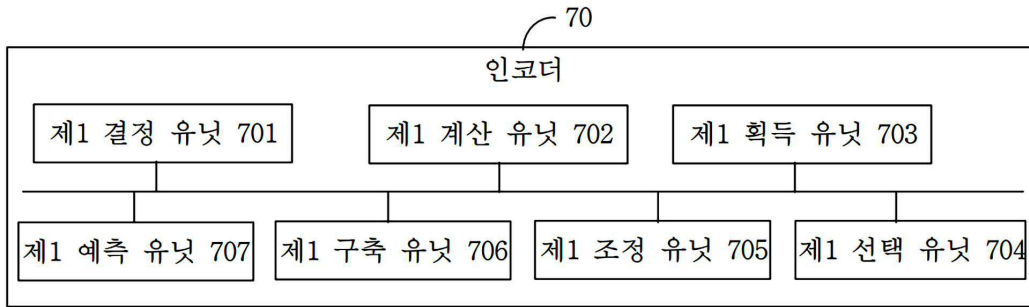 70
인코더
제1 결정 유닛 701
제1 계산 유닛 702
제1 획득 유닛 703
제1 예측 유닛 707
제1 구축 유닛 706
제1 조정 유닛 705
제1 선택 유닛 704